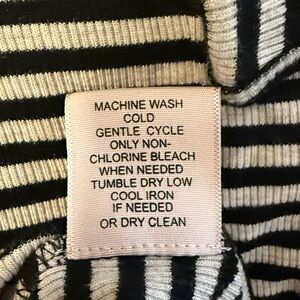 MACHINE WASH
COLD
GENTLE CYCLE
ONLY NON-
CHLORINE BLEACH
WHEN NEEDED
TUMBLE DRY LOW
COOL IRON
IF NEEDED
OR DRY CLEAN